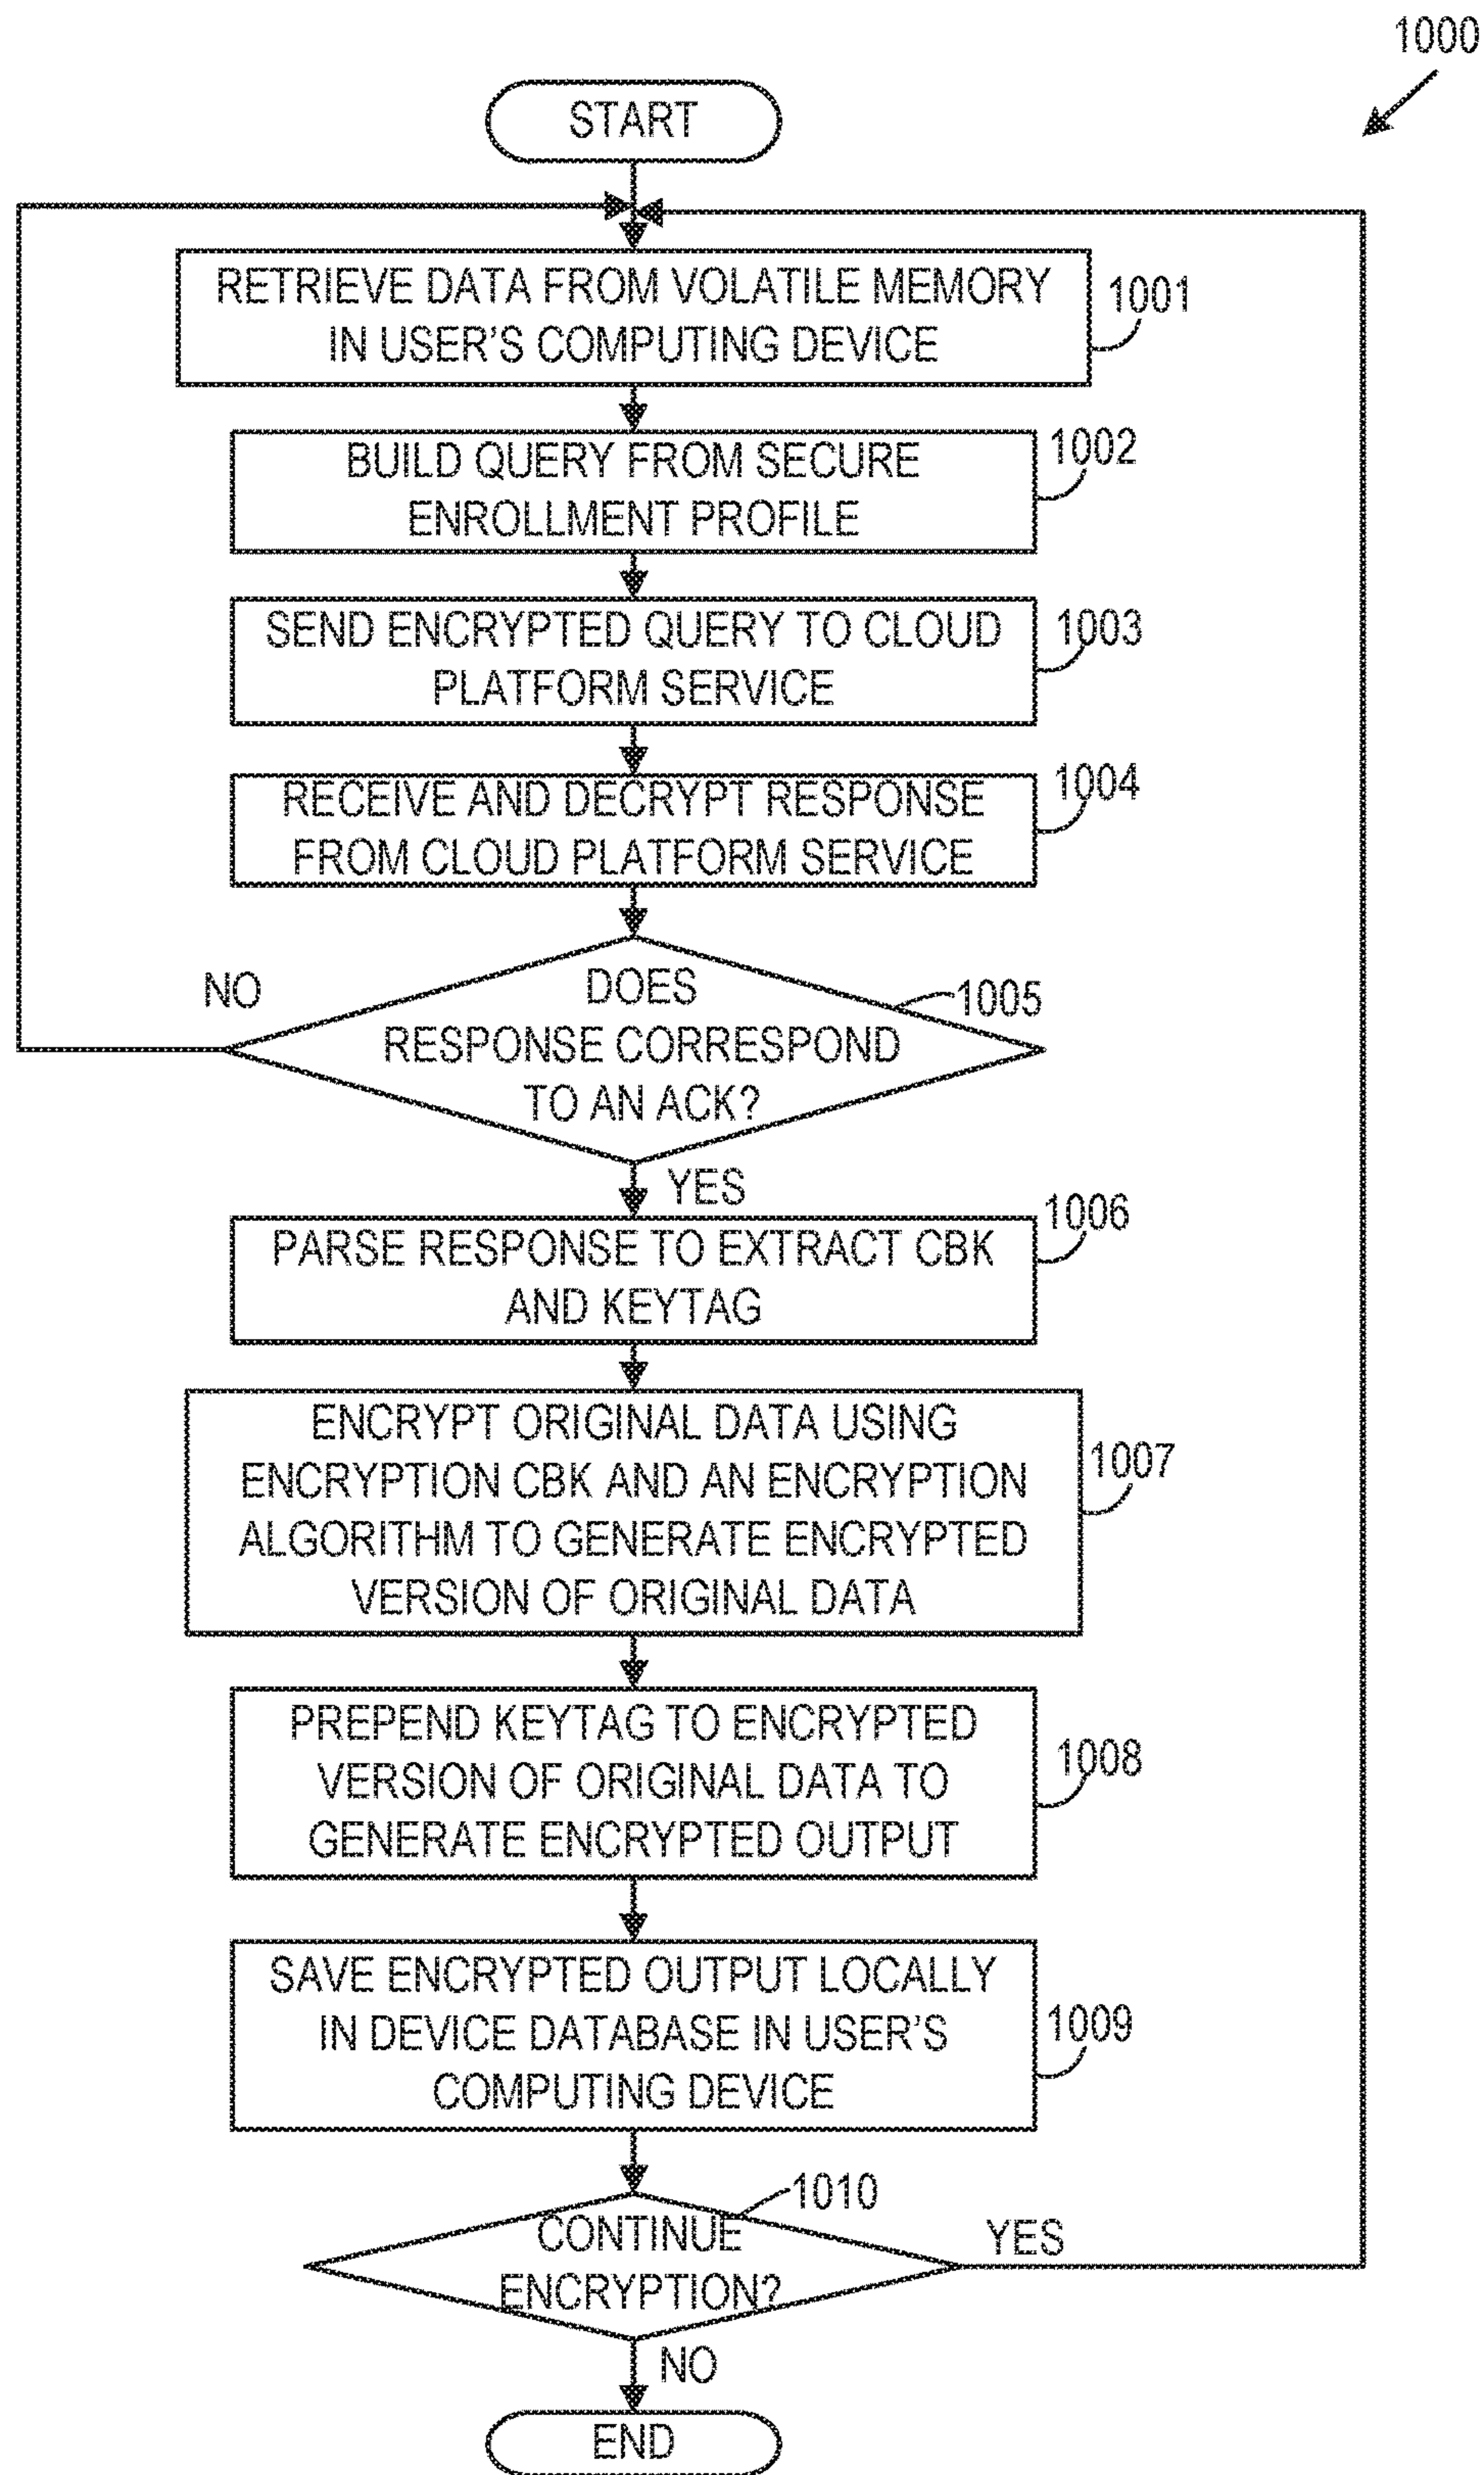 1000
START
RETRIEVE DATA FROM VOLATILE MEMORY
IN USER'S COMPUTING DEVICE
1001
BUILD QUERY FROM SECURE
ENROLLMENT PROFILE
1002
SEND ENCRYPTED QUERY TO CLOUD
PLATFORM SERVICE
1003
RECEIVE AND DECRYPT RESPONSE
FROM CLOUD PLATFORM SERVICE
1004
NO
DOES
RESPONSE CORRESPOND
TO AN ACK?
1005
YES
PARSE RESPONSE TO EXTRACT CBK
AND KEYTAG
1006
ENCRYPT ORIGINAL DATA USING
ENCRYPTION CBK AND AN ENCRYPTION
ALGORITHM TO GENERATE ENCRYPTED
VERSION OF ORIGINAL DATA
1007
PREPEND KEYTAG TO ENCRYPTED
VERSION OF ORIGINAL DATA TO
GENERATE ENCRYPTED OUTPUT
1008
SAVE ENCRYPTED OUTPUT LOCALLY
IN DEVICE DATABASE IN USER'S
COMPUTING DEVICE
1009
1010
CONTINUE
ENCRYPTION?
YES
NO
END